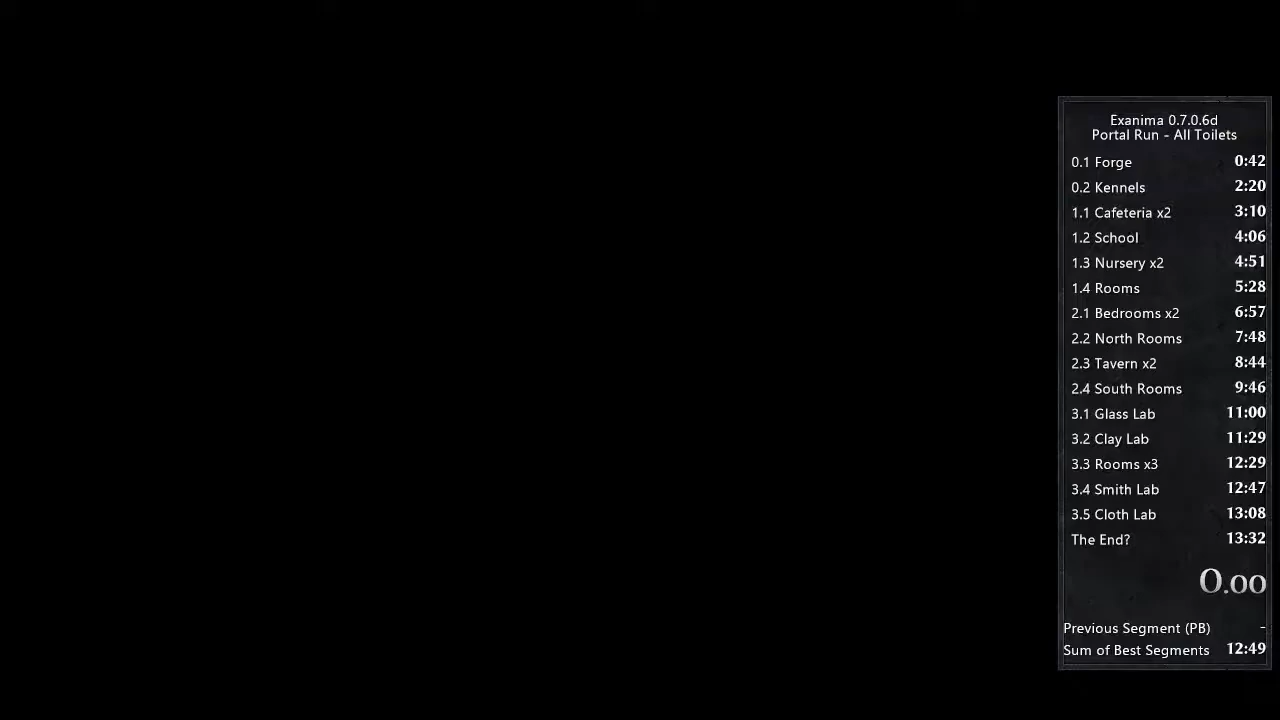 Exanima 0.7.0.6d
Portal Run - All Toilets
0.1 Forge 0:42
0.2 Kennels 2:20
1.1 Cafeteria x2 3:10
1.2 School 4:06
1.3 Nursery x2 4:51
1.4 Rooms 5:28
2.1 Bedrooms x2 6:57
2.2 North Rooms 7:48
2.3 Tavern x2 8:44
2.4 South Rooms 9:46
3.1 Glass Lab 11:00
3.2 Clay Lab 11:29
3.3 Rooms x3 12:29
3.4 Smith Lab 12:47
3.5 Cloth Lab 13:08
The End? 13:32
0.00
Previous Segment (PB) -
Sum of Best Segments 12:49